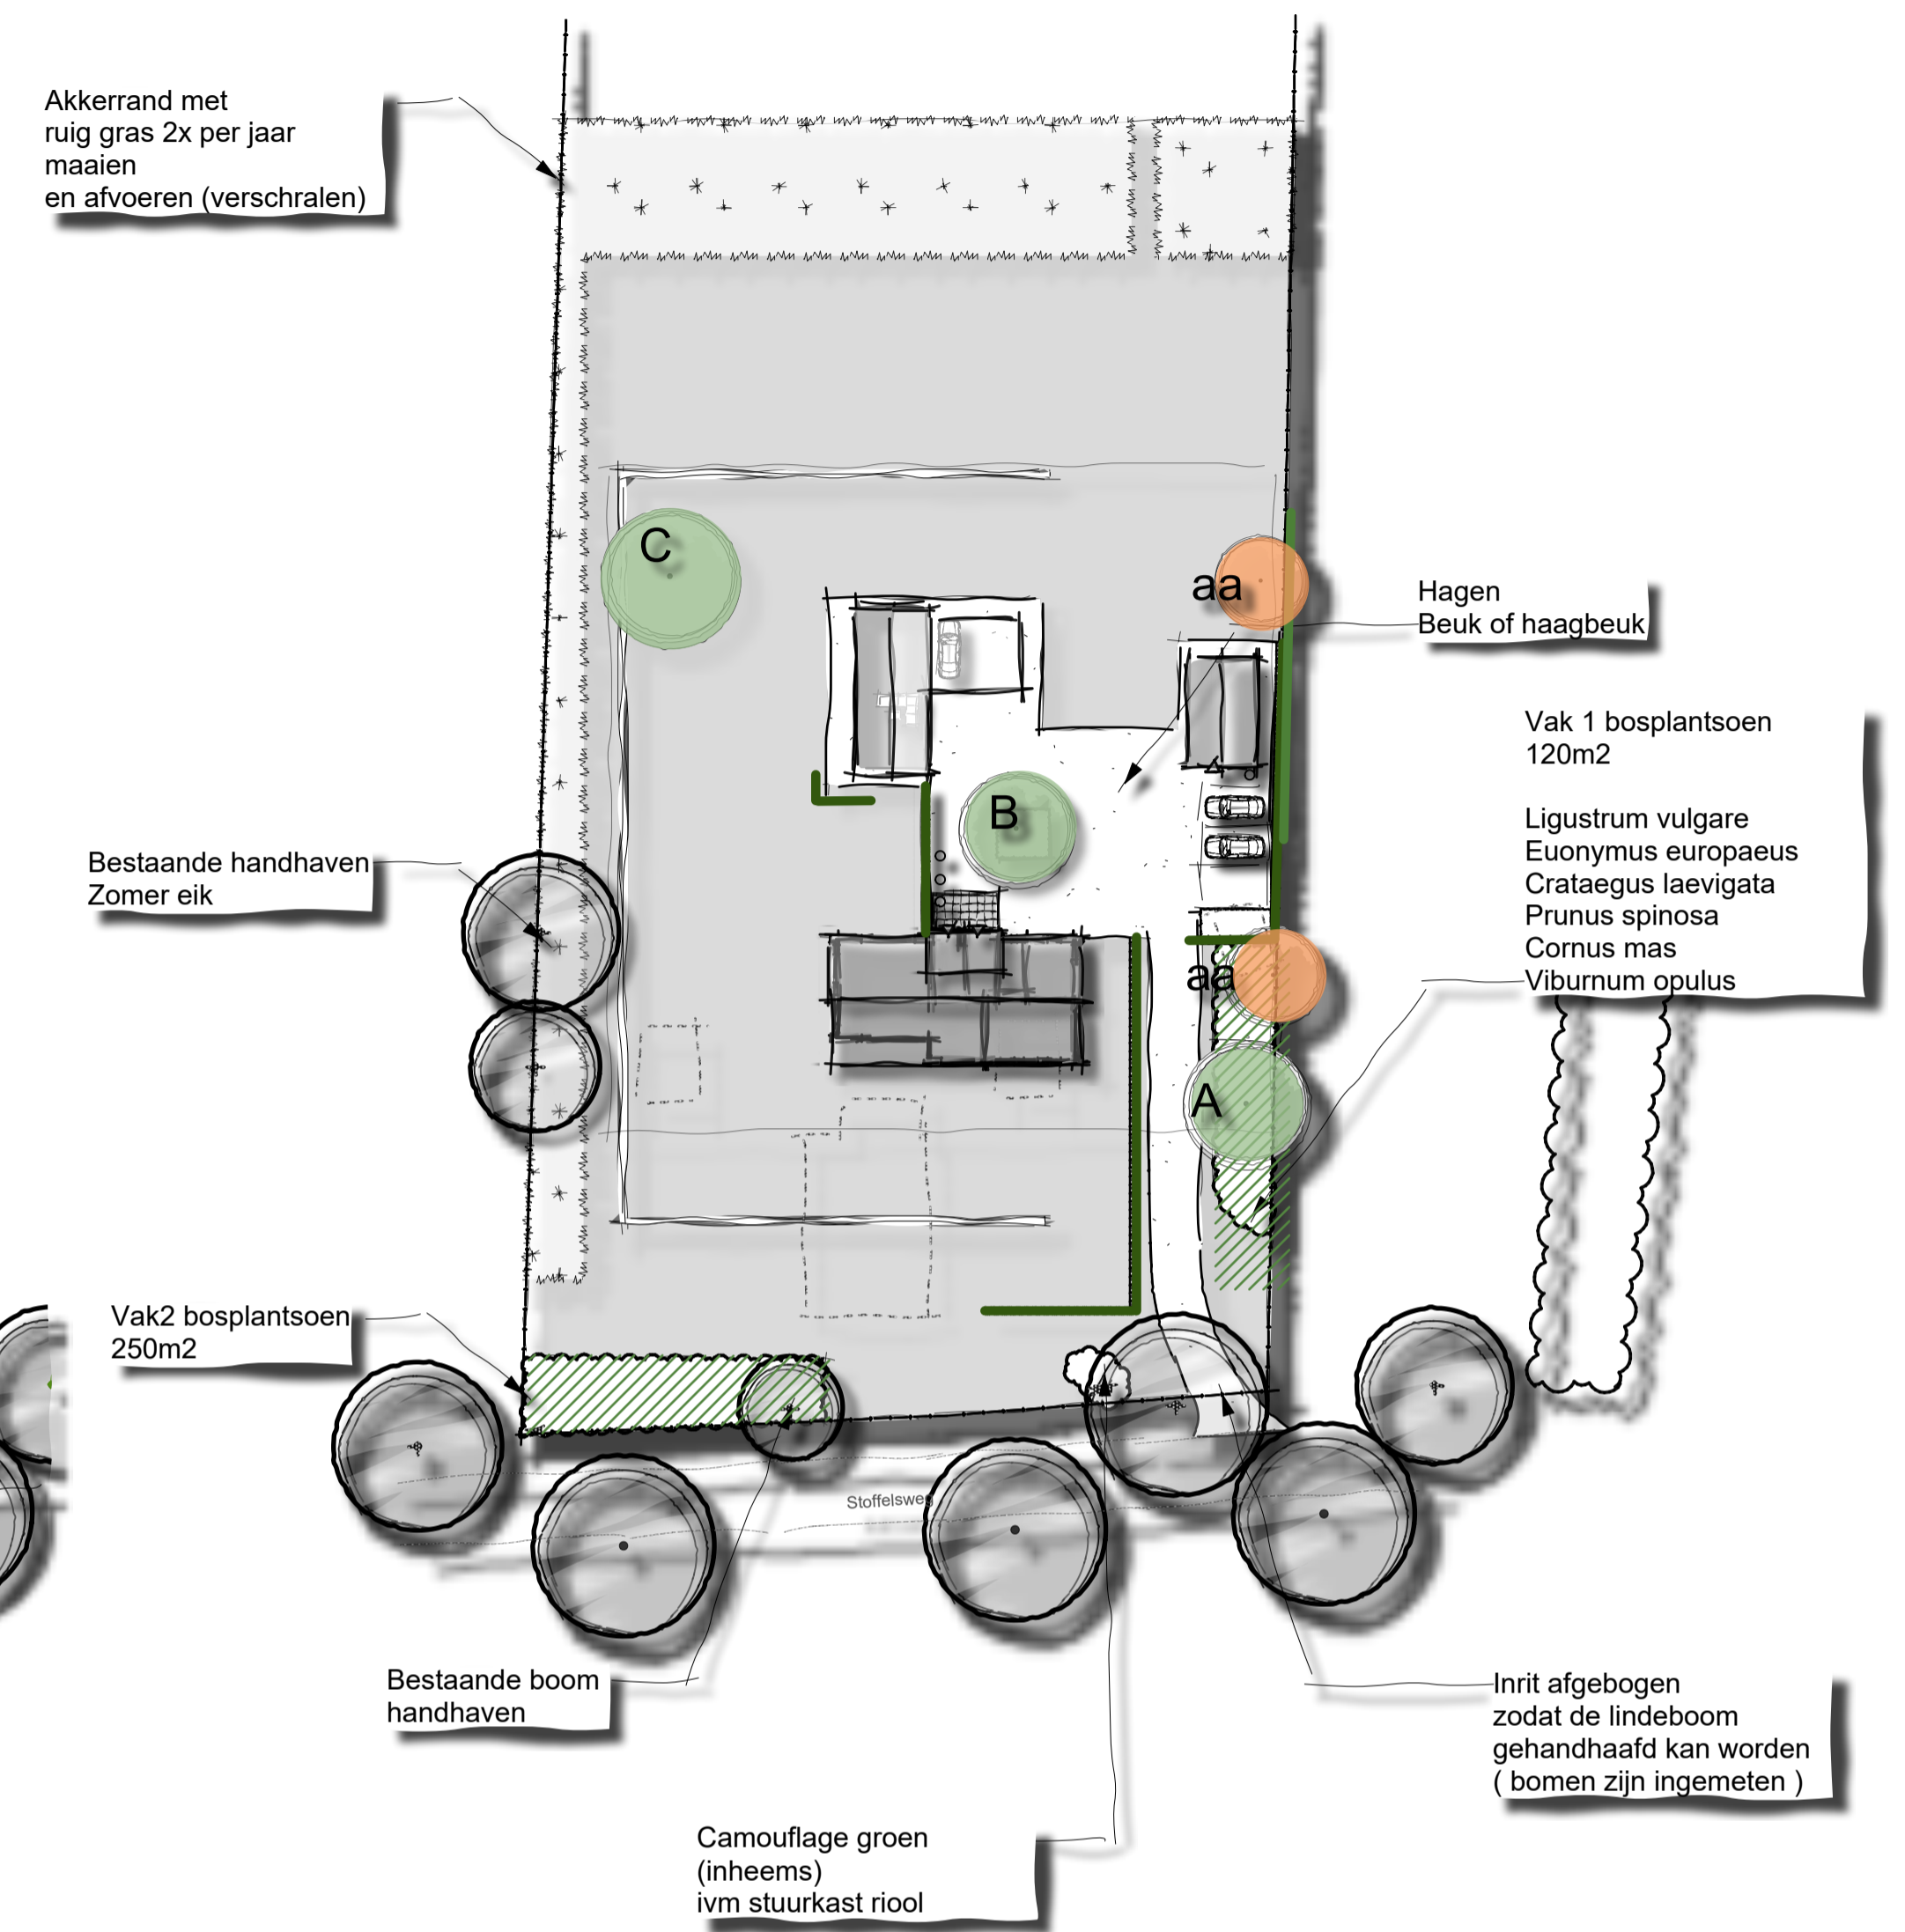 Akkerrand met
ruig gras 2x per jaar
maaien
en afvoeren (verschralen)
C
aa
Hagen
Beuk of haagbeuk
Vak 1 bosplantsoen
120m2
Ligustrum vulgare
Euonymus europaeus
Crataegus laevigata
Prunus spinosa
Cornus mas
Viburnum opulus
B
Bestaande handhaven
Zomer eik
aa
A
Vak2 bosplantsoen
250m2
Stoffelsweg
Bestaande boom
handhaven
Inrit afgebogen
zodat de lindeboom
gehandhaafd kan worden
( bomen zijn ingemeten )
Camouflage groen
(inheems)
ivm stuurkast riool